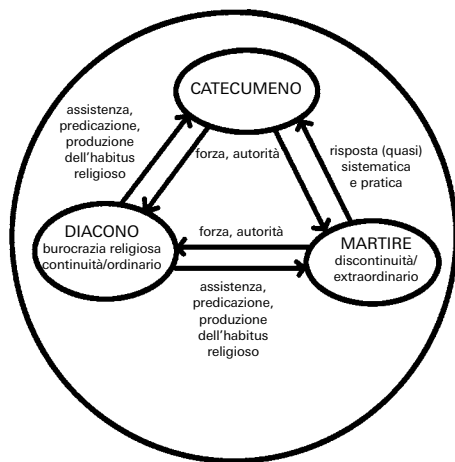 CATECUMENO
assistenza,
predicazione,
produzione
dell'habitus
religioso
forza, autorità
risposta (quasi)
sistematica
e pratica
DIACONO
burocrazia religiosa
continuità/ordinario
forza, autorità
MARTIRE
discontinuità/
extraordinario
assistenza,
predicazione,
produzione
dell'habitus
religioso